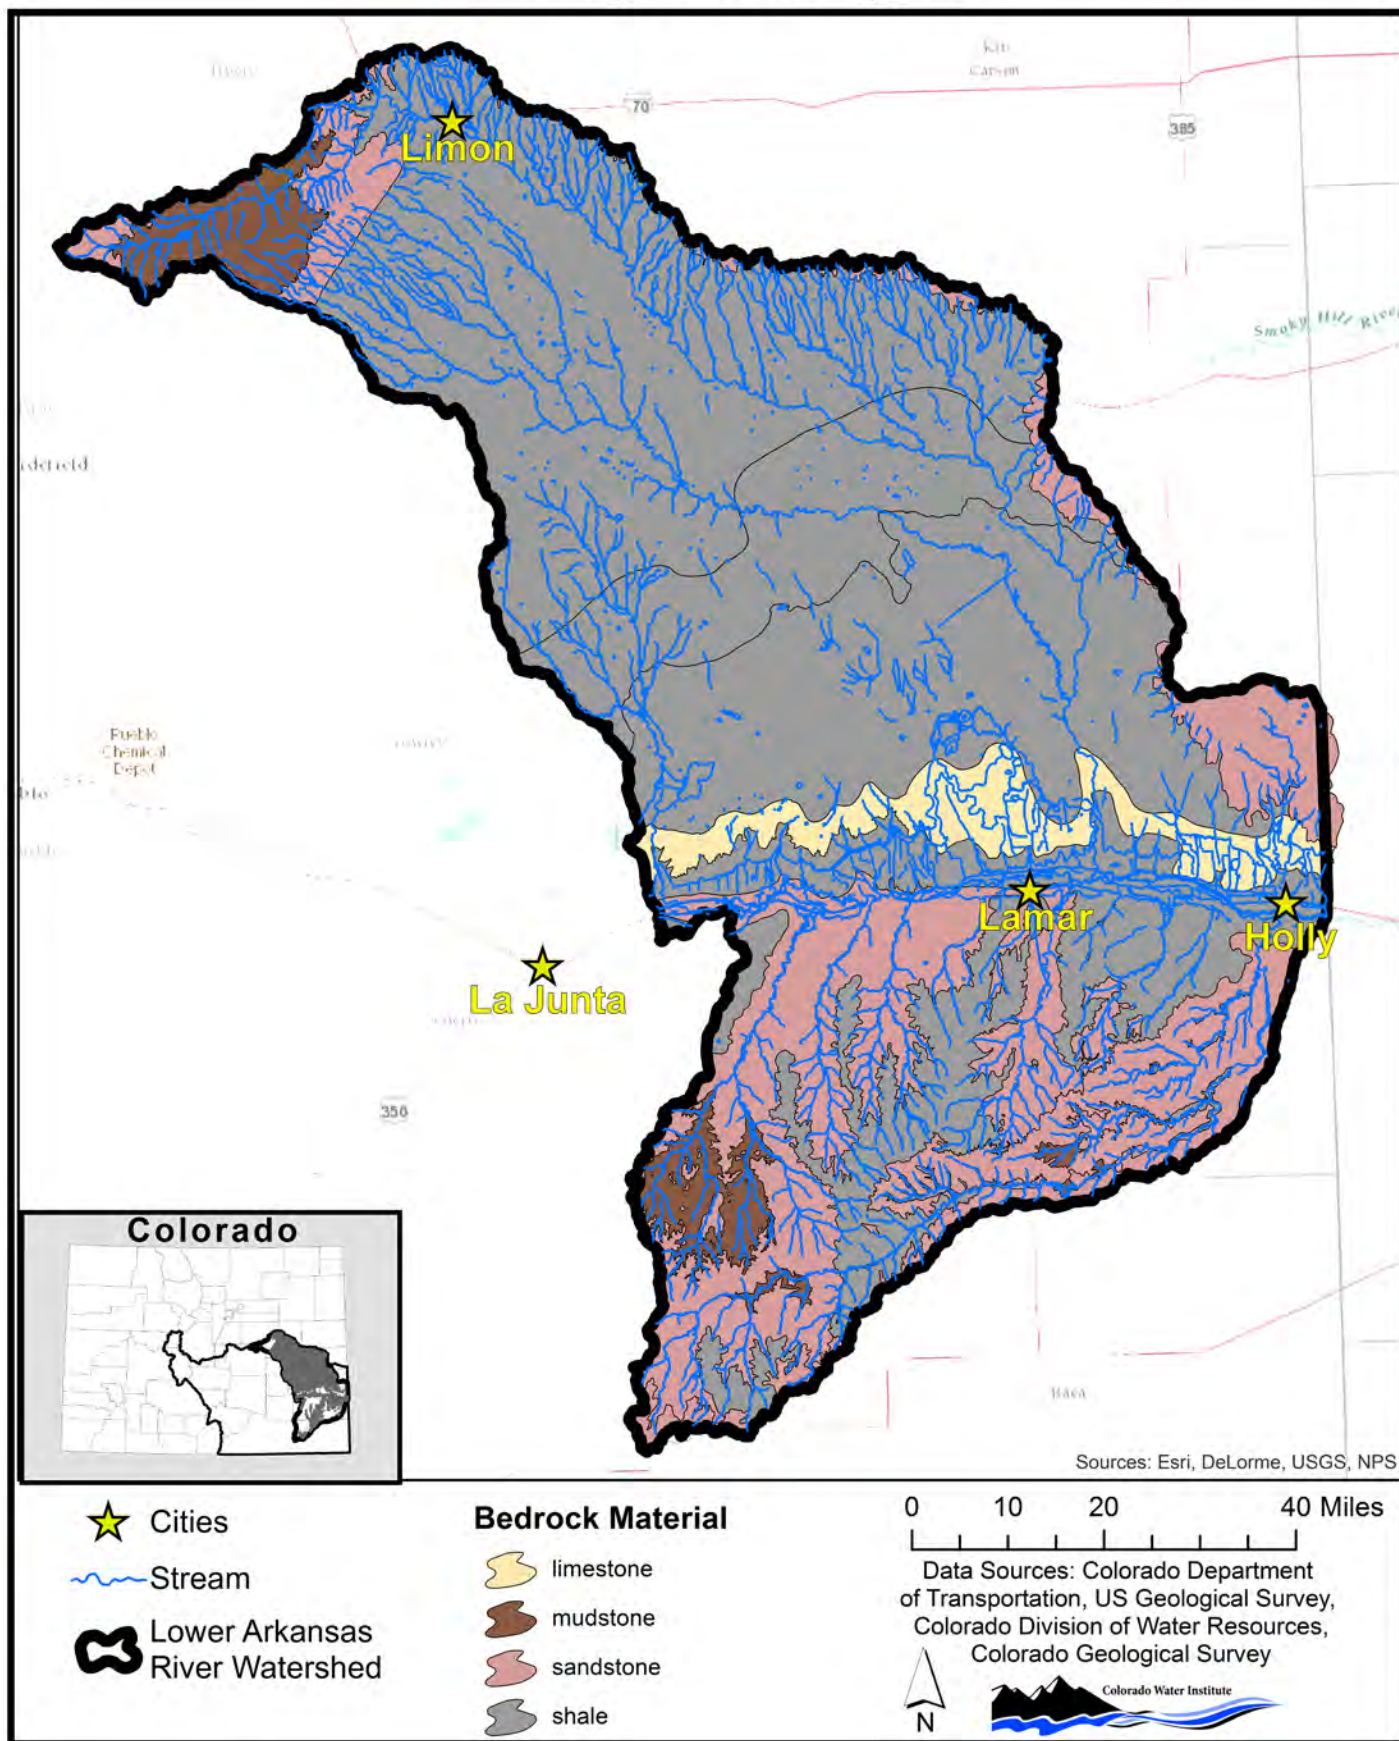 Kit
Carson
70
385
Limon
Smoky Hill River
Pueblo
Chemical
Depot
Lamar
Holly
La Junta
350
Colorado
Baca
Sources: Esri, DeLorme, USGS, NPS
Cities
Stream
Lower Arkansas
River Watershed
Bedrock Material
limestone
mudstone
sandstone
shale
0 10 20 40 Miles
Data Sources: Colorado Department
of Transportation, US Geological Survey,
Colorado Division of Water Resources,
Colorado Geological Survey
N
Colorado Water Institute